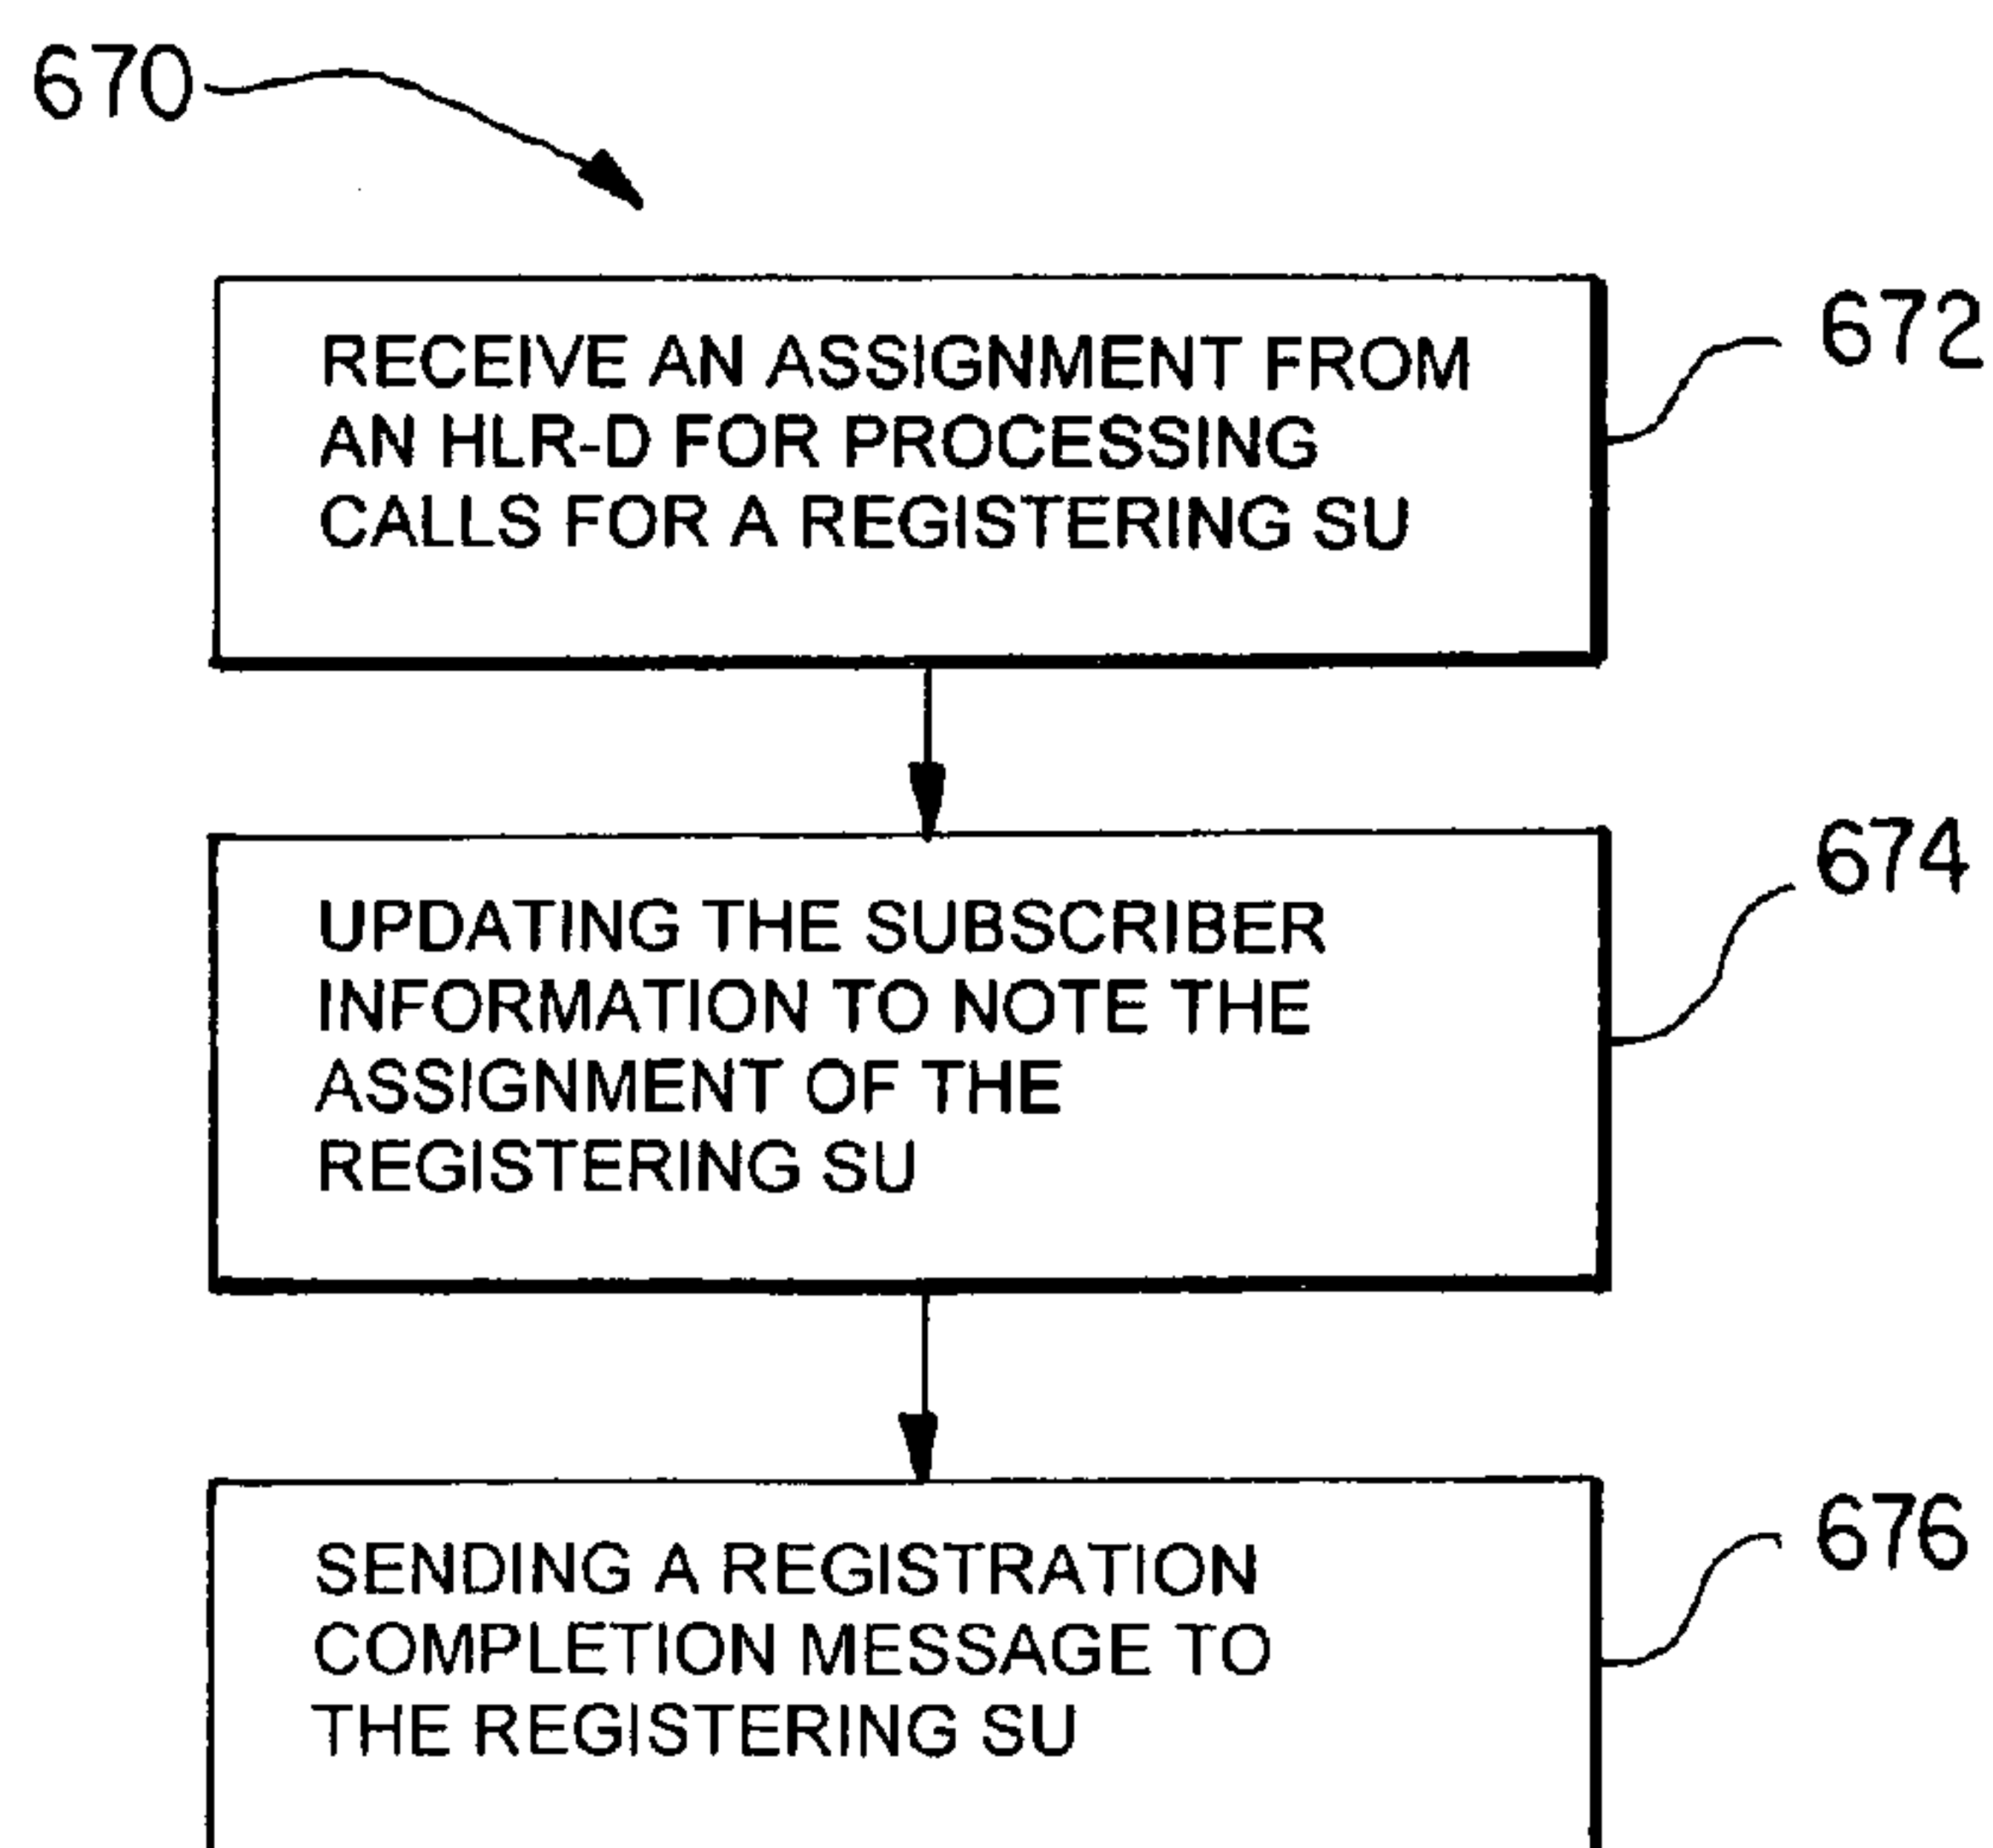 670
672
RECEIVE AN ASSIGNMENT FROM
AN HLR-D FOR PROCESSING
CALLS FOR A REGISTERING SU
674
UPDATING THE SUBSCRIBER
INFORMATION TO NOTE THE
ASSIGNMENT OF THE
REGISTERING SU
676
SENDING A REGISTRATION
COMPLETION MESSAGE TO
THE REGISTERING SU